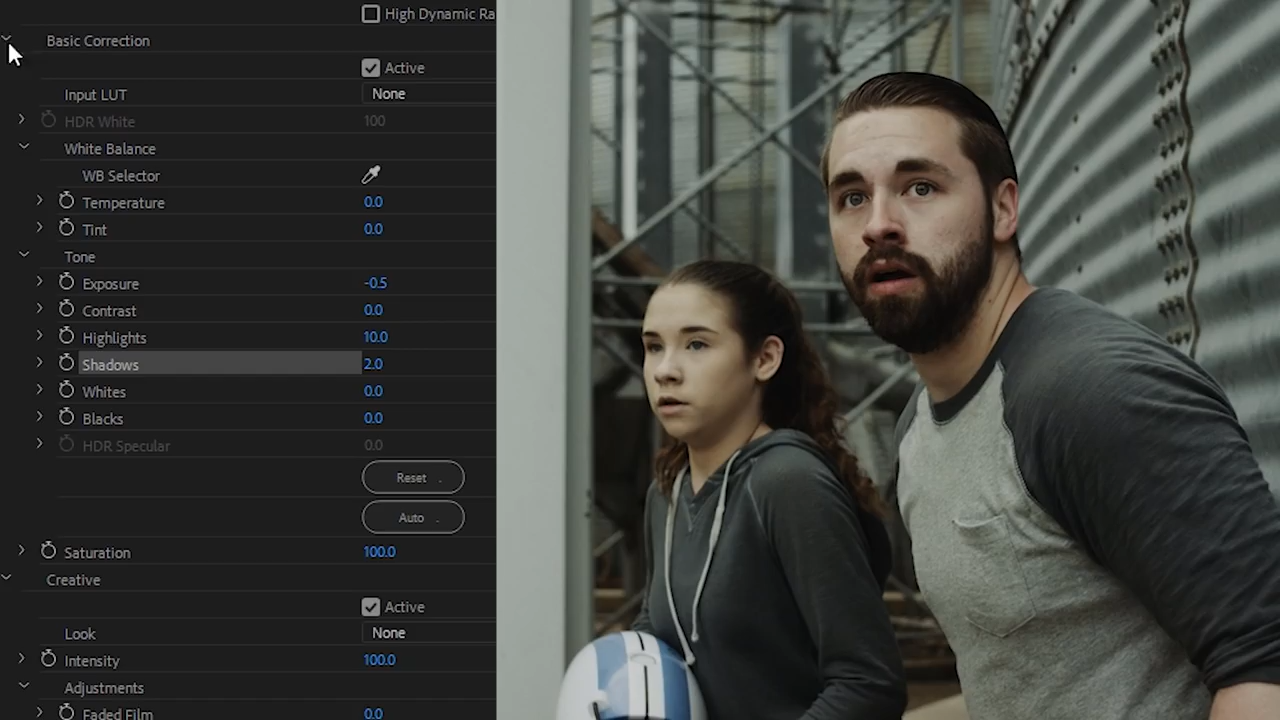 High Dynamic Ra
Basic Correction
Active
Input LUT None
HDR White 100
White Balance
WB Selector
Temperature 0.0
Tint 0.0
Tone
Exposure -0.5
Contrast 0.0
Highlights 10.0
Shadows 2.0
Whites 0.0
Blacks 0.0
HDR Specular 0.0
Reset
Auto
Saturation 100.0
Creative
Active
Look None
Intensity 100.0
Adjustments
Faded Film 0.0